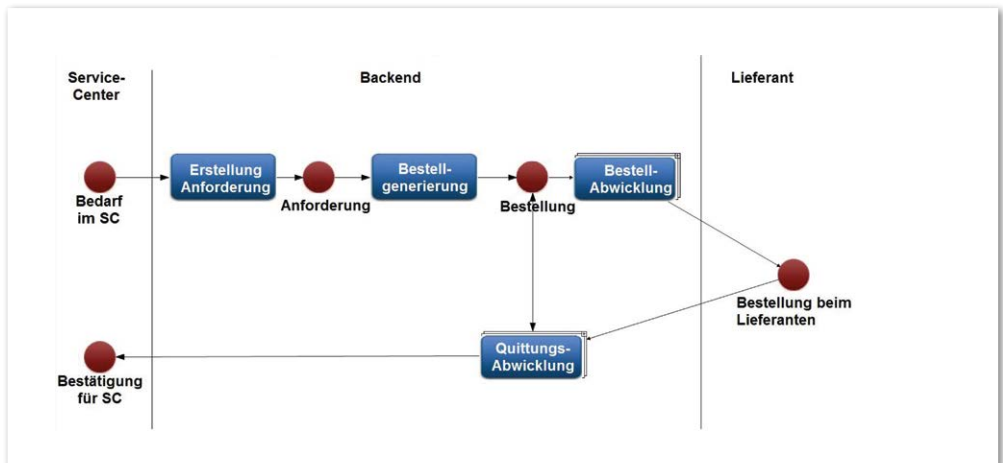 Service-
Center
Backend
Lieferant
Erstellung
Anforderung
Bestell-
generierung
Bestell-
Abwicklung
Bedarf
im SC
Anforderung
Bestellung
Bestellung beim
Lieferanten
Quittungs-
Abwicklung
Bestätigung
für SC